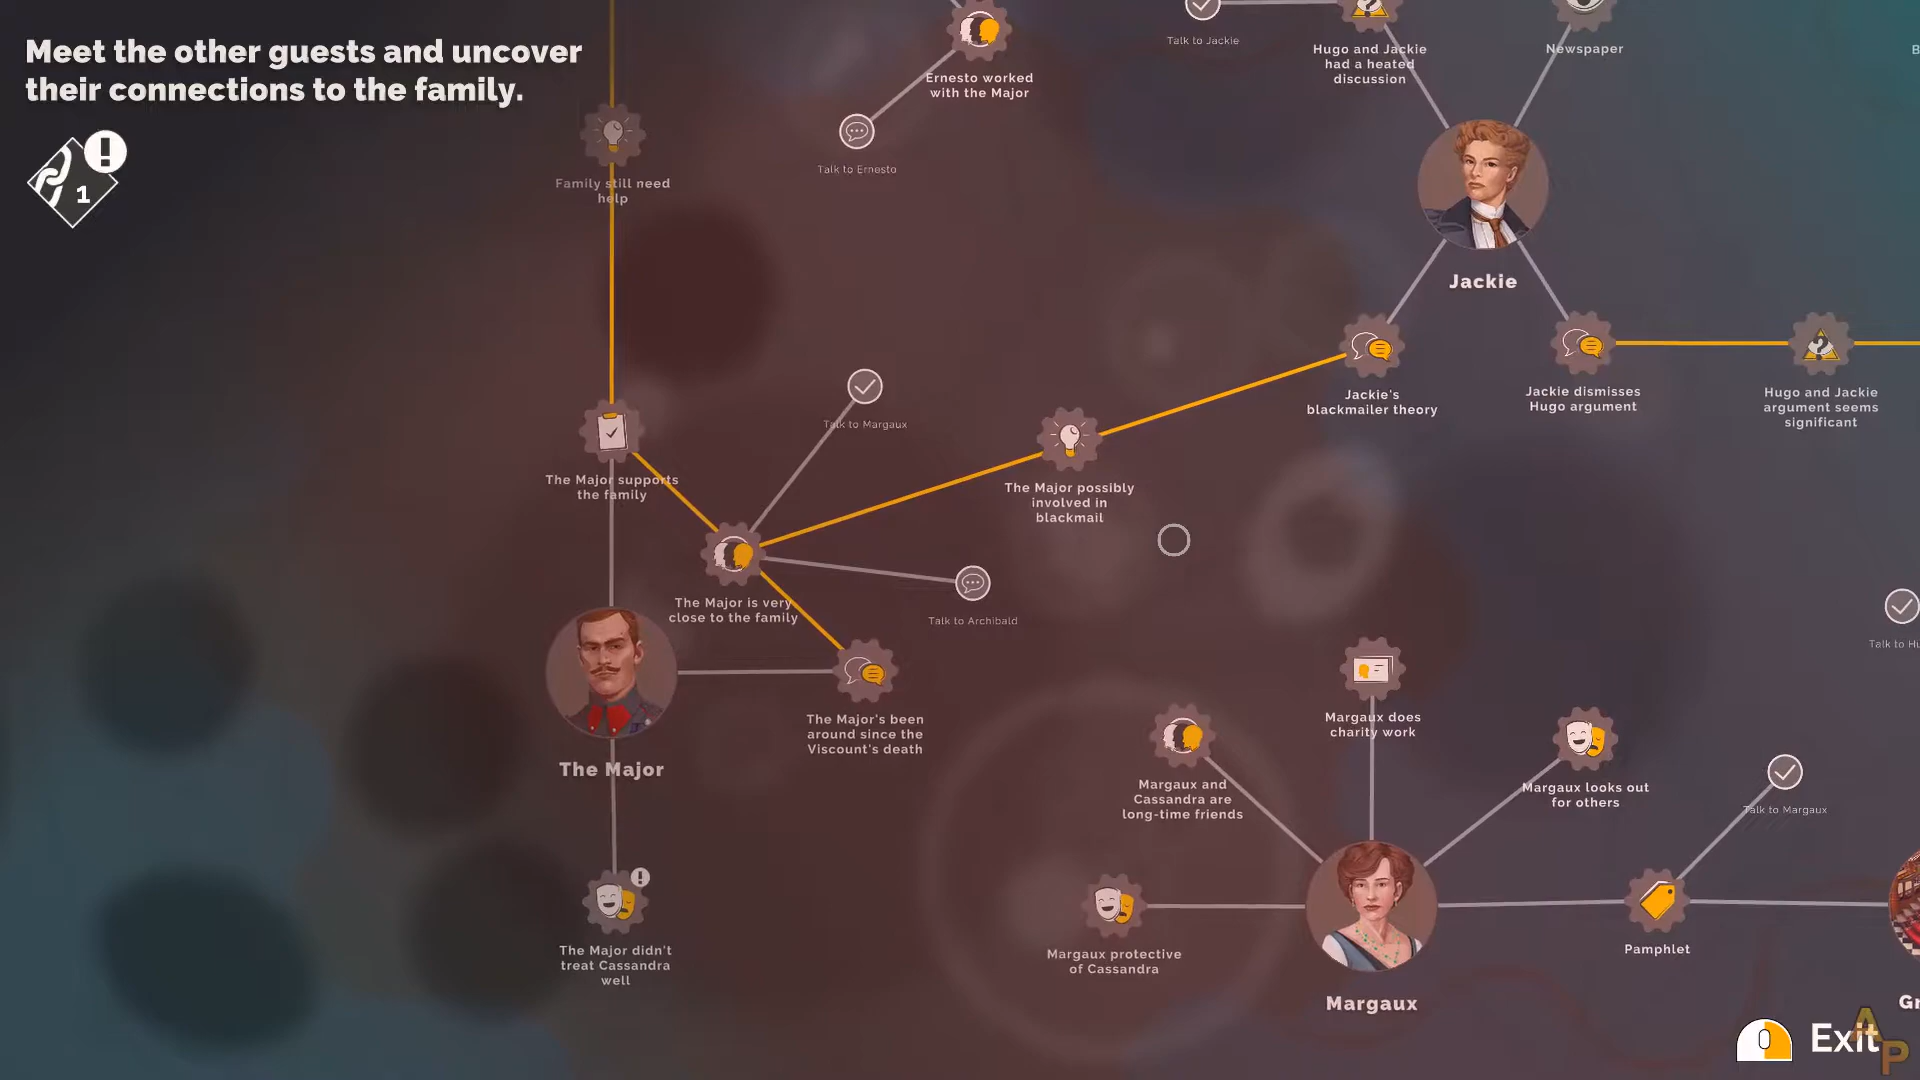 Meet the other guests and uncover
their connections to the family.
1
Talk to Jackie
Hugo and Jackie
had a heated
discussion
Newspaper
Ernesto worked
with the Major
Talk to Ernesto
Family still need
help
Jackie
Jackie's
blackmailer theory
Jackie dismisses
Hugo argument
Hugo and Jackie
argument seems
significant
Talk to Margaux
The Major supports
the family
The Major possibly
involved in
blackmail
The Major is very
close to the family
Talk to Archibald
Talk to
The Major's been
around since the
Viscount's death
The Major
Margaux does
charity work
Margaux and
Cassandra are
long-time friends
Margaux looks out
for others
Talk to Margaux
The Major didn't
treat Cassandra
well
Margaux protective
of Cassandra
Pamphlet
Margaux
Exit
AP